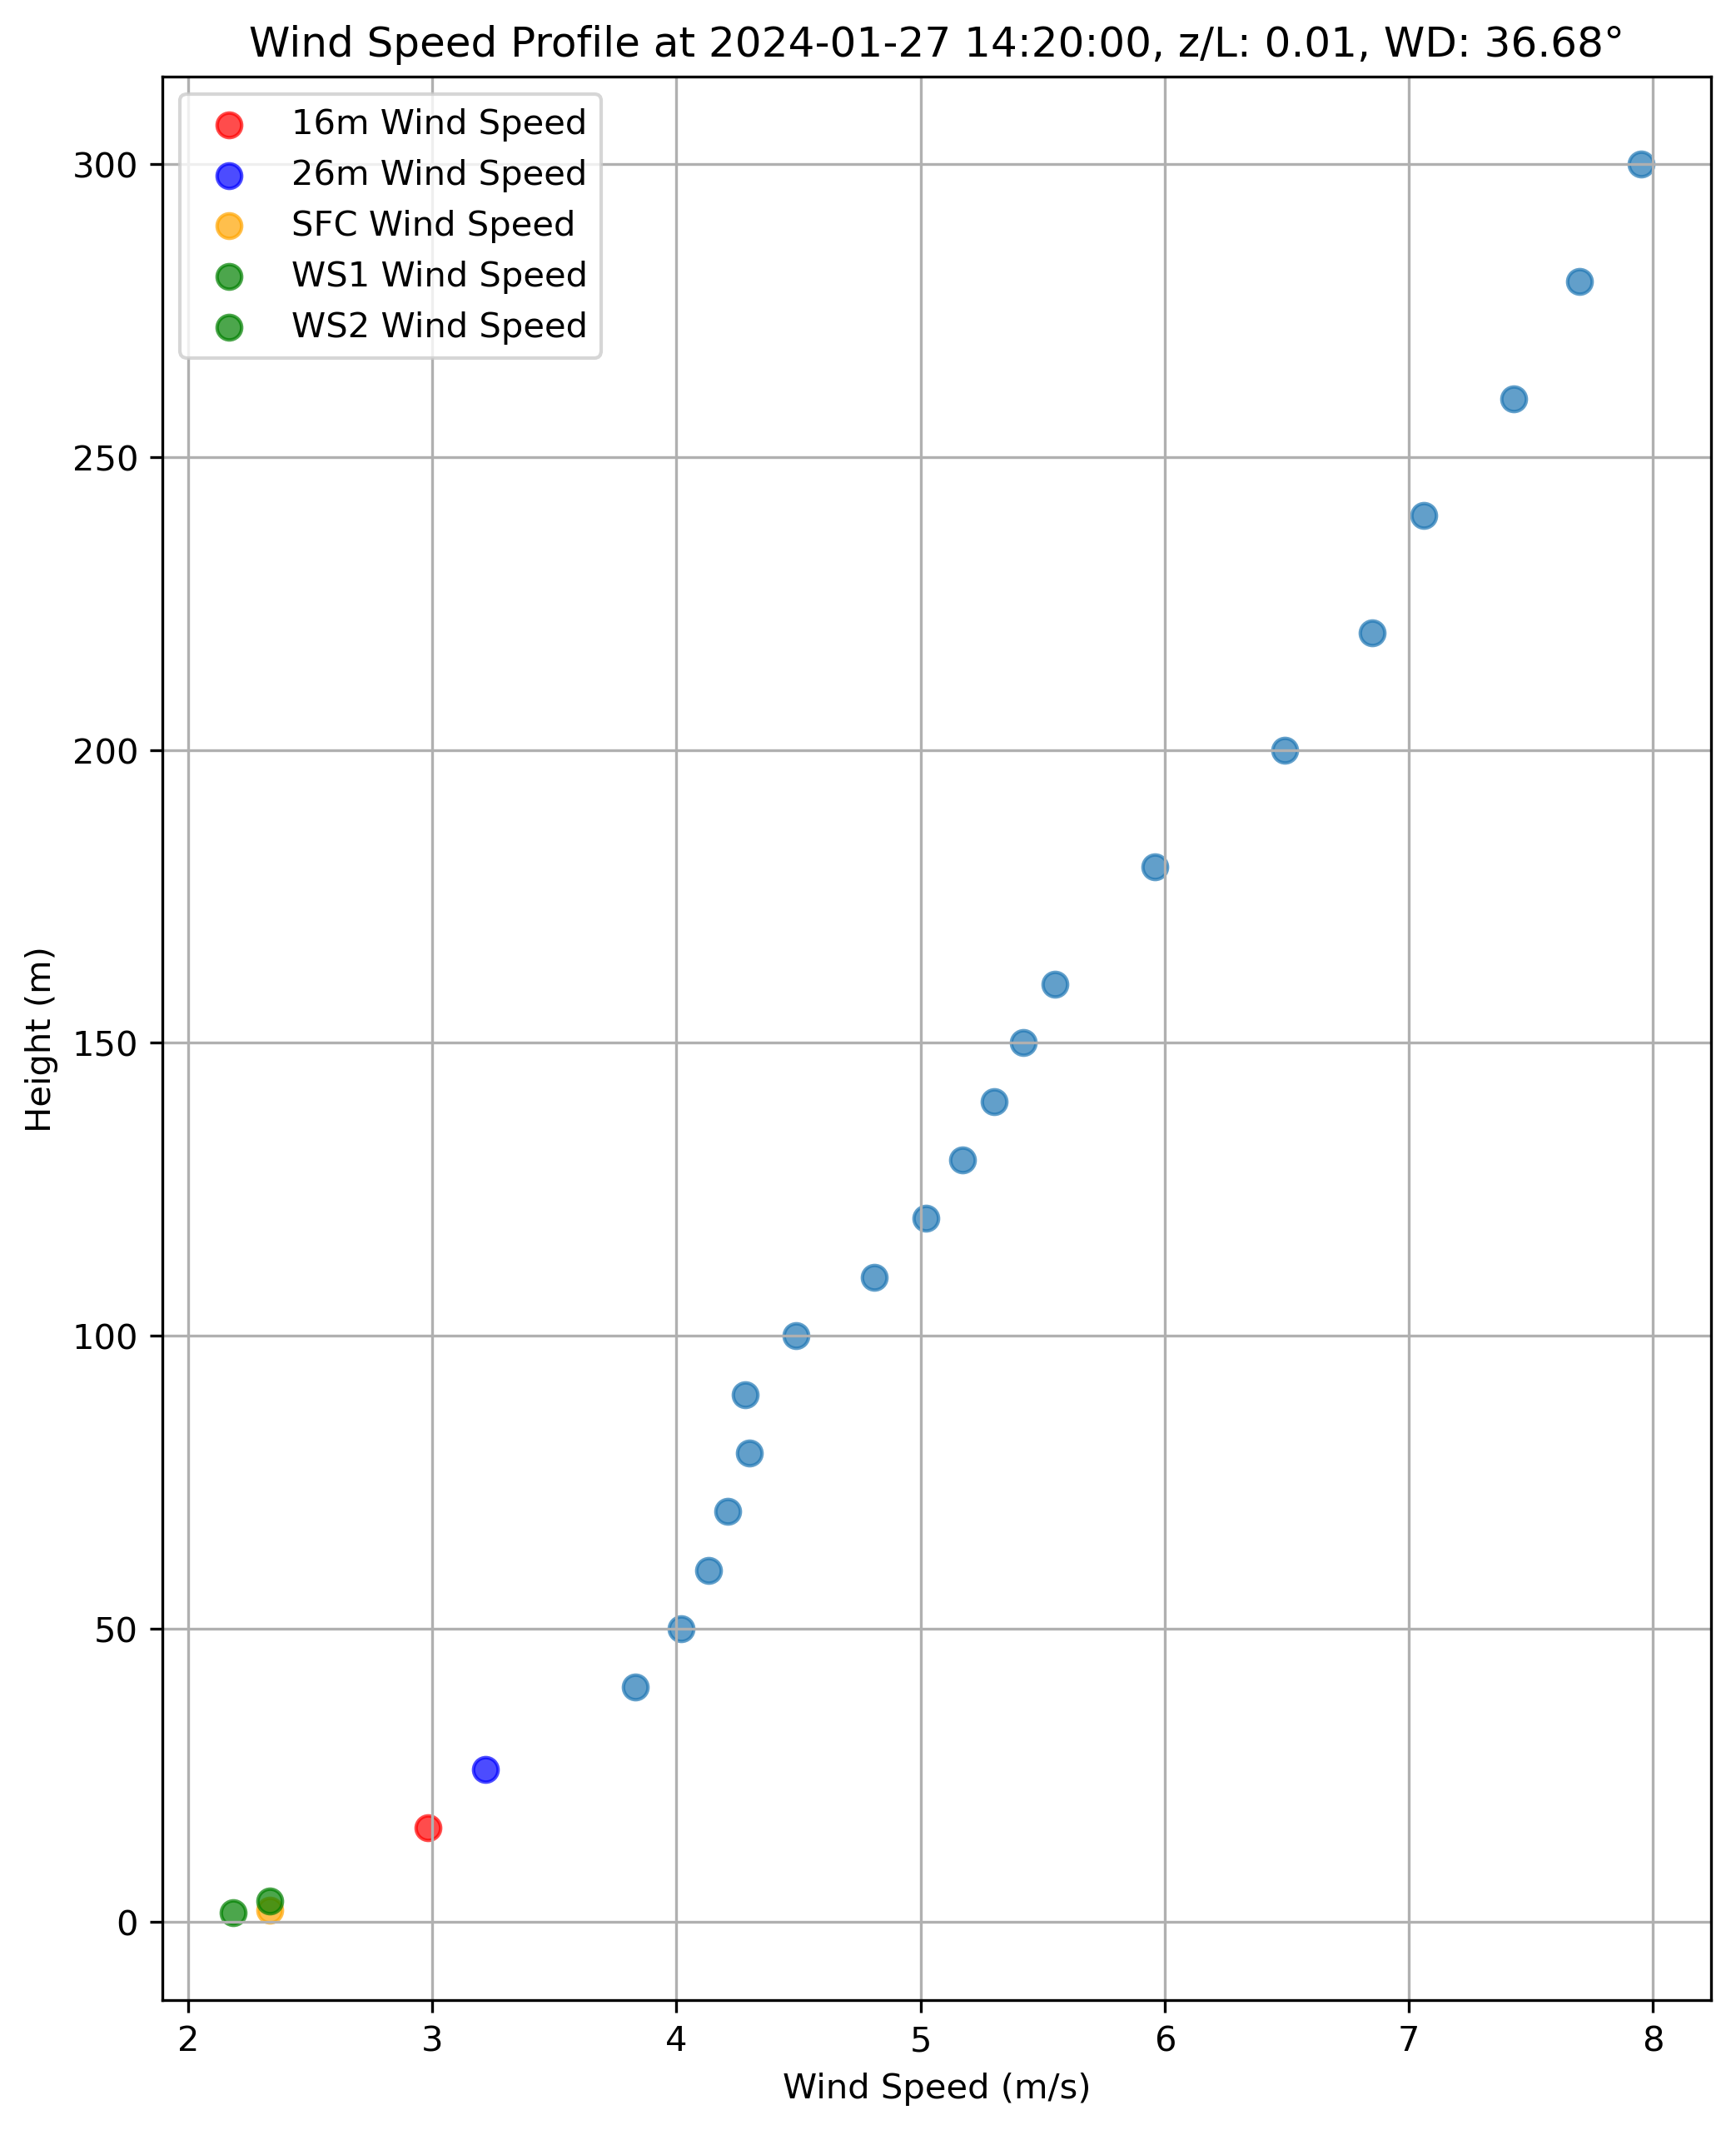 Wind Speed Profile at 2024-01-27 14:20:00, z/L: 0.01, WD: 36.68°
16m Wind Speed
26m Wind Speed
SFC Wind Speed
WS1 Wind Speed
WS2 Wind Speed
300
250
200
150
100
50
0
Height (m)
2 3 4 5 6 7 8
Wind Speed (m/s)